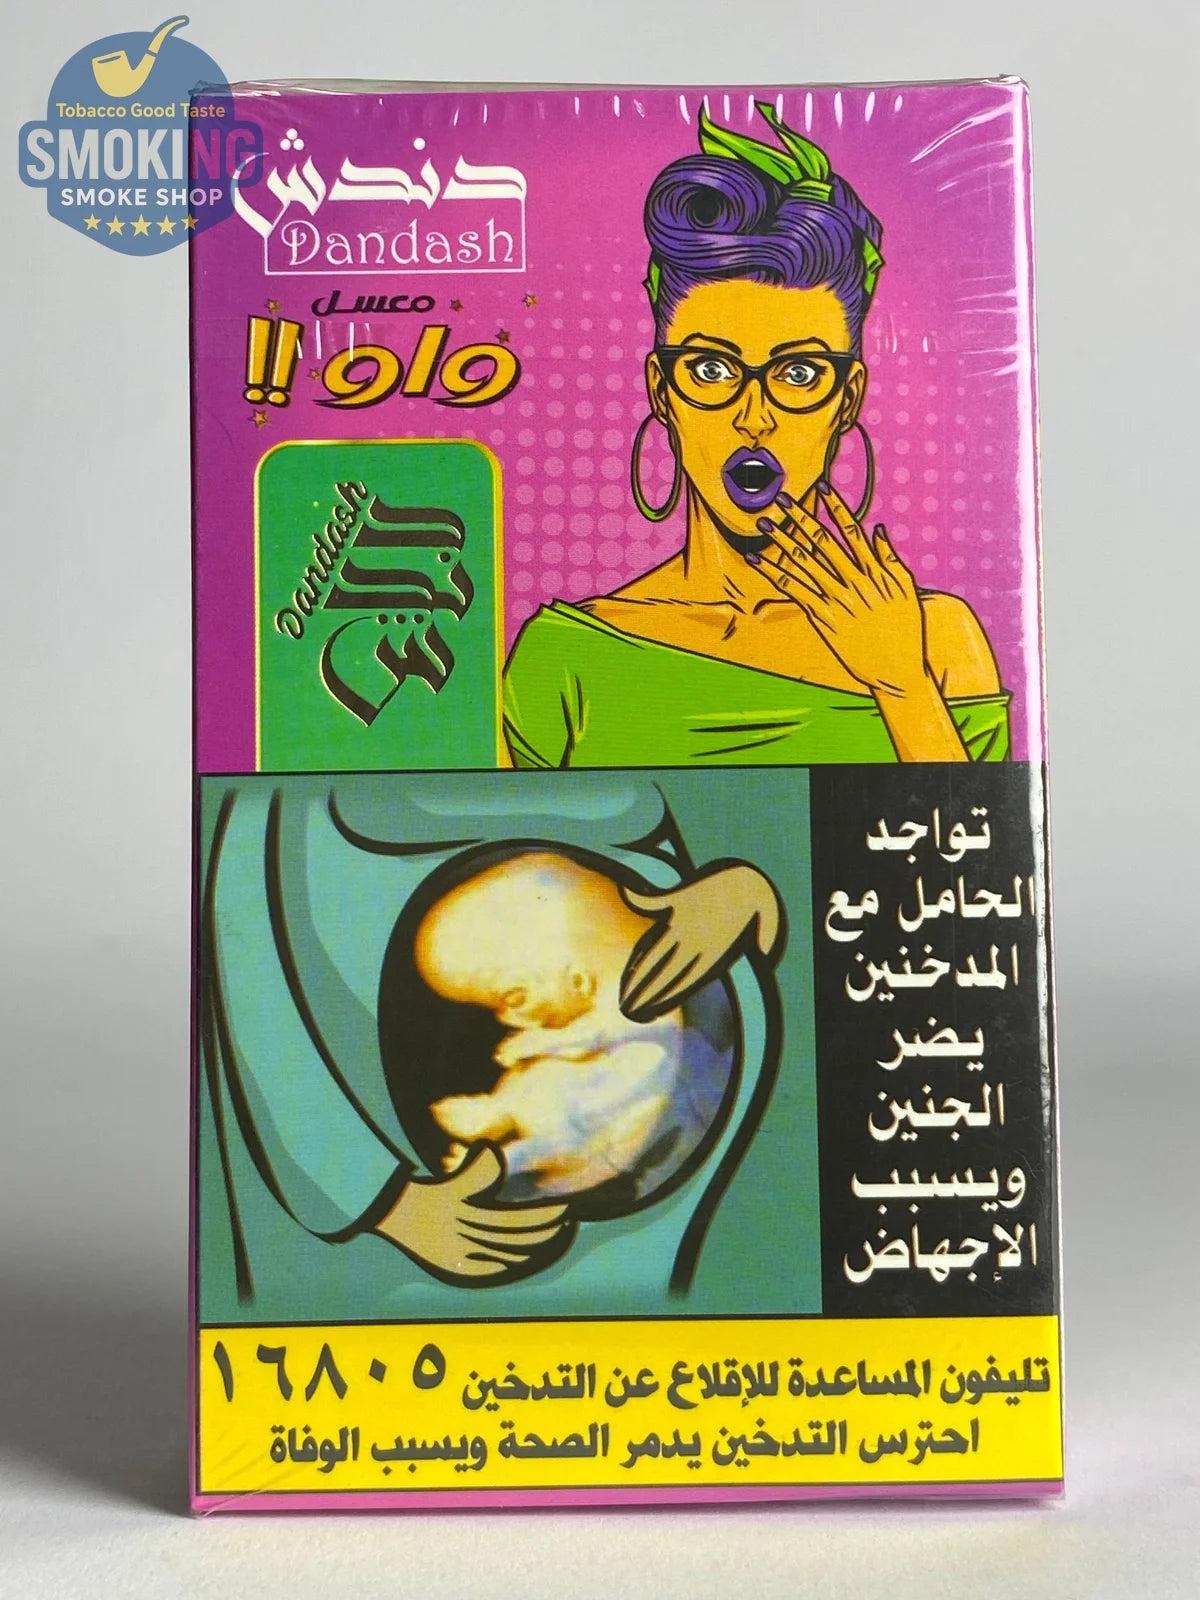 Tobacco Good Taste
SMOKING
SMOKE SHOP
دندش
Dandash
معسل
واو!!
Dandash
دندش
تواجد
الحامل مع
المدخنين
يضر
الجنين
ويسبب
الإجهاض
تليفون المساعدة للإقلاع عن التدخين ١٦٨٠٥
احترس التدخين يدمر الصحة ويسبب الوفاة